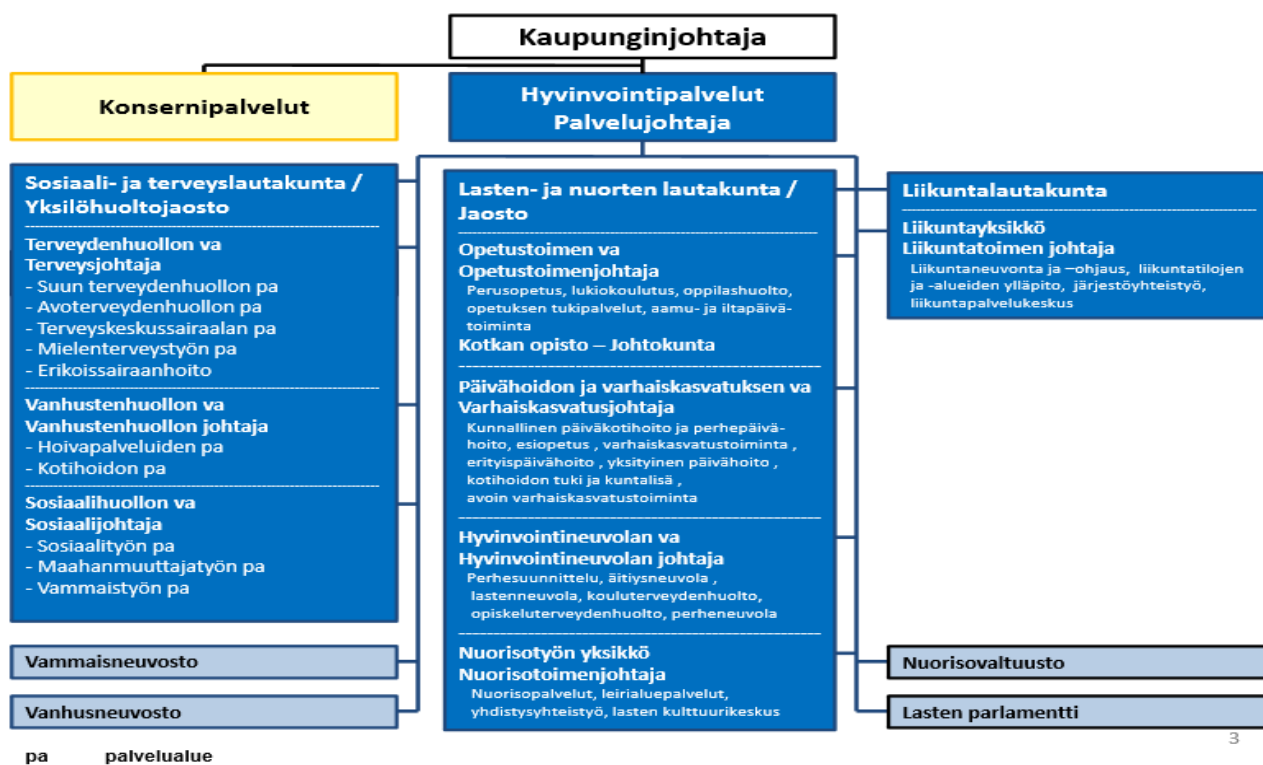 Kaupunginjohtaja
Konsernipalvelut
Hyvinvointipalvelut
Palvelujohtaja
Sosiaali- ja terveyslautakunta /
Yksilöhuoltojaosto
Terveydenhuollon va
Terveysjohtaja
- Suun terveydenhuollon pa
- Avoterveydenhuollon pa
- Terveyskeskussairaalan pa
- Mielenterveystyön pa
- Erikoissairaanhoito
Vanhustenhuollon va
Vanhustenhuollon johtaja
- Hoivapalveluiden pa
- Kotihoidon pa
Sosiaalihuollon va
Sosiaalijohtaja
- Sosiaalityön pa
- Maahanmuuttajatyön pa
- Vammaistyön pa
Vammaisneuvosto
Vanhusneuvosto
Lasten- ja nuorten lautakunta /
Jaosto
Opetustoimen va
Opetustoimenjohtaja
Perusopetus, lukiokoulutus, oppilashuolto,
opetuksen tukipalvelut, aamu- ja iltapäivä-
toiminta
Kotkan opisto – Johtokunta
Päivähoidon ja varhaiskasvatuksen va
Varhaiskasvatusjohtaja
Kunnallinen päiväkotihoito ja perhepäivä-
hoito, esiopetus , varhaiskasvatustoiminta ,
erityispäivähoito , yksityinen päivähoito ,
kotihoidon tuki ja kuntalisä ,
avoin varhaiskasvatustoiminta
Hyvinvointineuvolan va
Hyvinvointineuvolan johtaja
Perhesuunnittelu, äitiysneuvola ,
lastenneuvola, kouluterveydenhuolto,
opiskeluterveydenhuolto, perheneuvola
Nuorisotyön yksikkö
Nuorisotoimenjohtaja
Nuorisopalvelut, leirialuepalvelut,
yhdistysyhteistyö, lasten kulttuurikeskus
Liikuntalautakunta
Liikuntayksikkö
Liikuntatoimen johtaja
Liikuntaneuvonta ja –ohjaus, liikuntatilojen
ja -alueiden ylläpito, järjestöyhteistyö,
liikuntapalvelukeskus
Nuorisovaltuusto
Lasten parlamentti
3
pa palvelualue